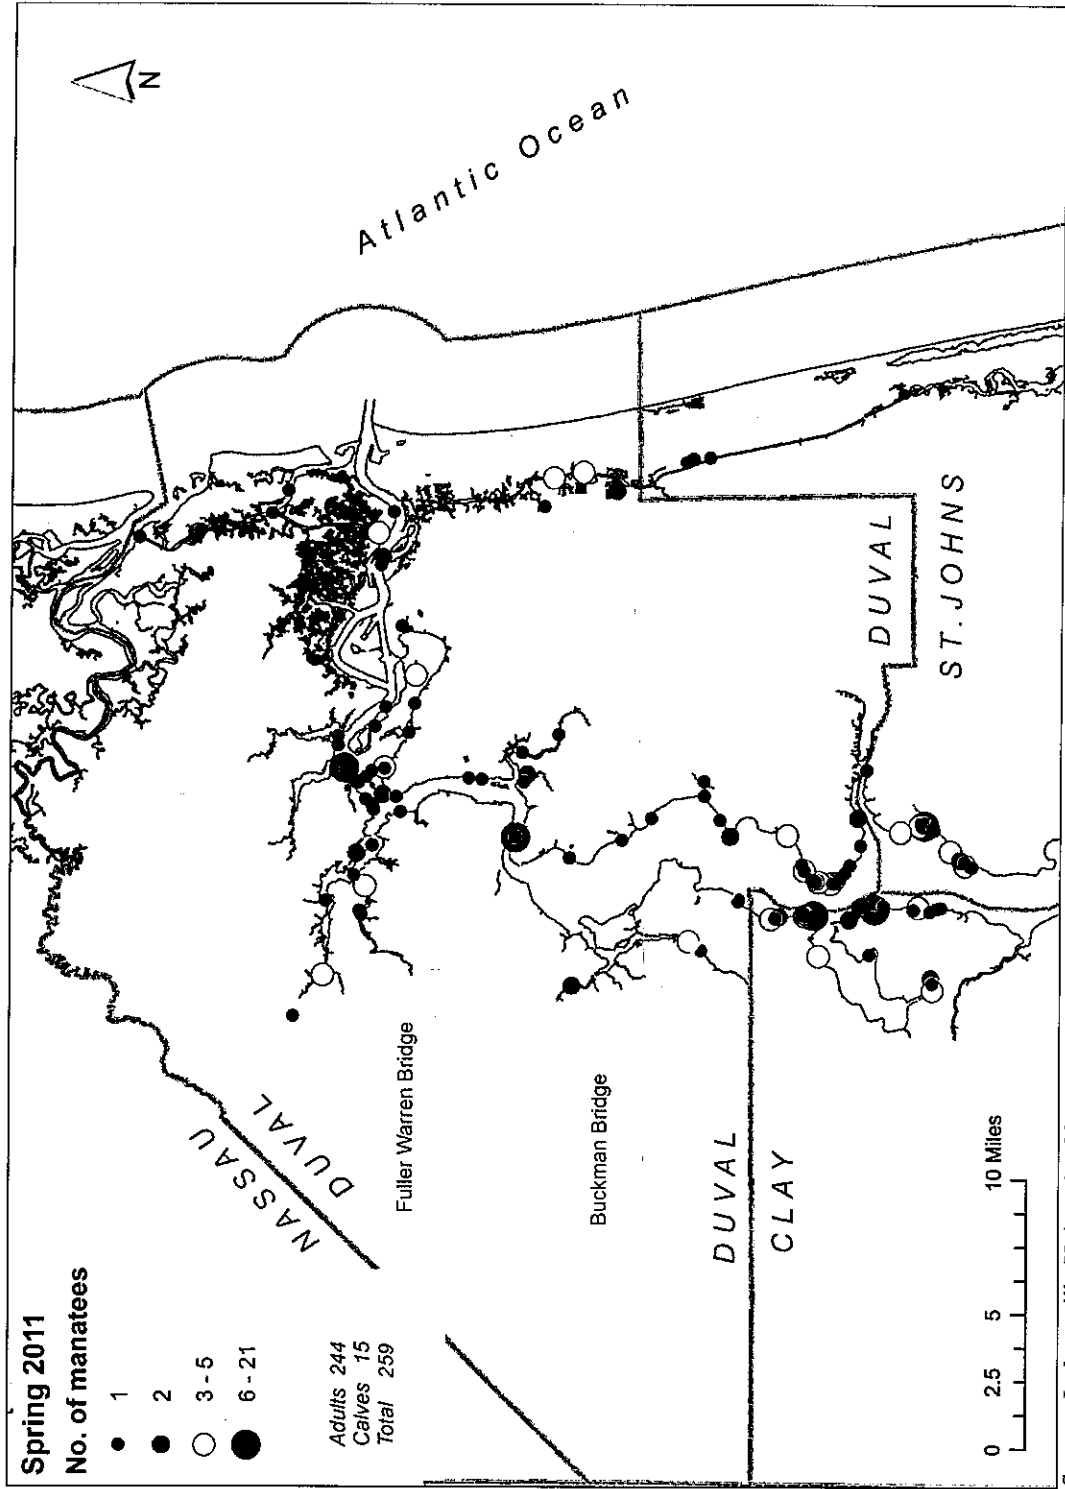 Spring 2011
No. of manatees
1
2
3 - 5
6 - 21
Adults 244
Calves 15
Total 259
N
Atlantic Ocean
NASSAU
DUVAL
Fuller Warren Bridge
Buckman Bridge
DUVAL
CLAY
DUVAL
ST. JOHNS
0 2.5 5 10 Miles